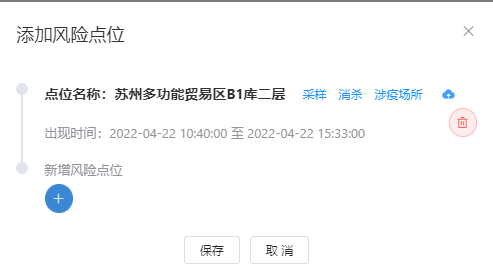 添加风险点位
点位名称：苏州多功能贸易区B1库二层 采样 消杀 涉疫场所
出现时间：2022-04-22 10:40:00 至 2022-04-22 15:33:00
新增风险点位
保存 取 消